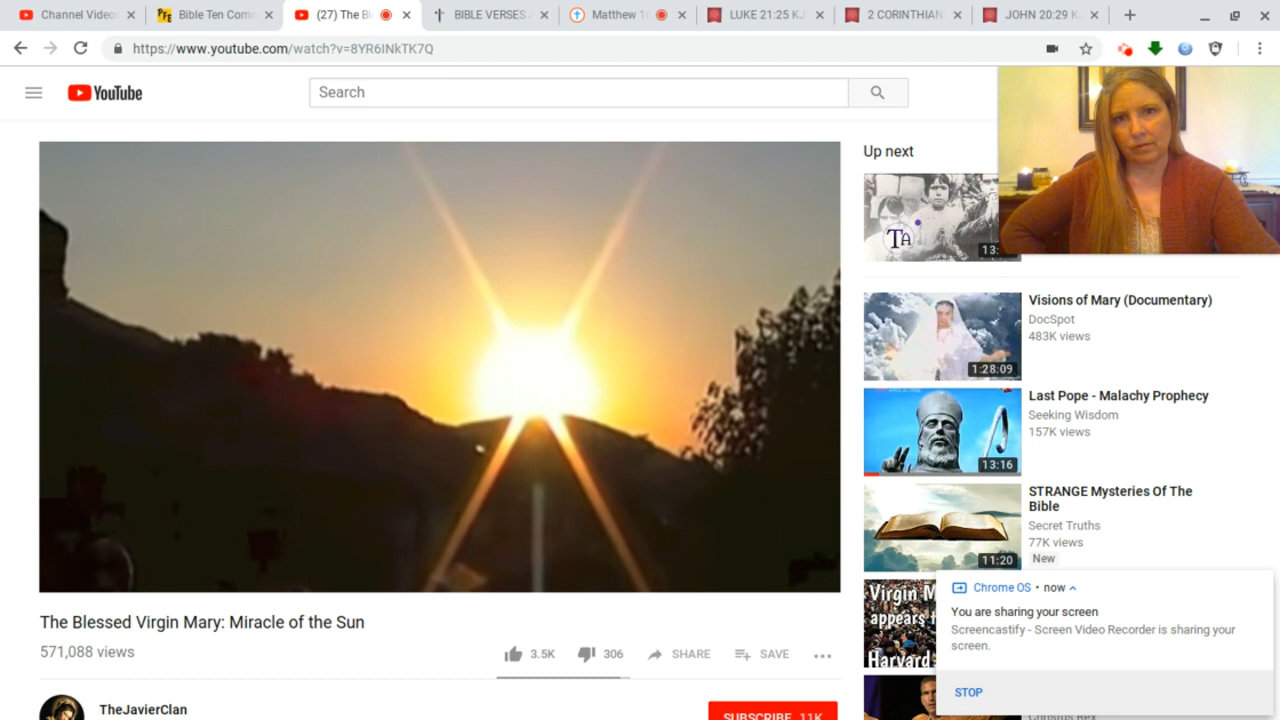 Channel Videos
Bible Ten Com
(27) The Bl
BIBLE VERSES
Matthew 1
LUKE 21:25 KJ
2 CORINTHIAN
JOHN 20:29 K
https://www.youtube.com/watch?v=8YR6INkTK7Q
YouTube
Search
Up next
TA
13:
Visions of Mary (Documentary)
DocSpot
483K views
1:28:09
Last Pope - Malachy Prophecy
Seeking Wisdom
157K views
13:16
STRANGE Mysteries Of The
Bible
Secret Truths
77K views
New
11:20
Virgin M
appears
Harvard
Chrome OS • now
You are sharing your screen
Screencastify - Screen Video Recorder is sharing your
screen.
STOP
The Blessed Virgin Mary: Miracle of the Sun
571,088 views
3.5K
306
SHARE
SAVE
TheJavierClan
SUBSCRIBE 11K